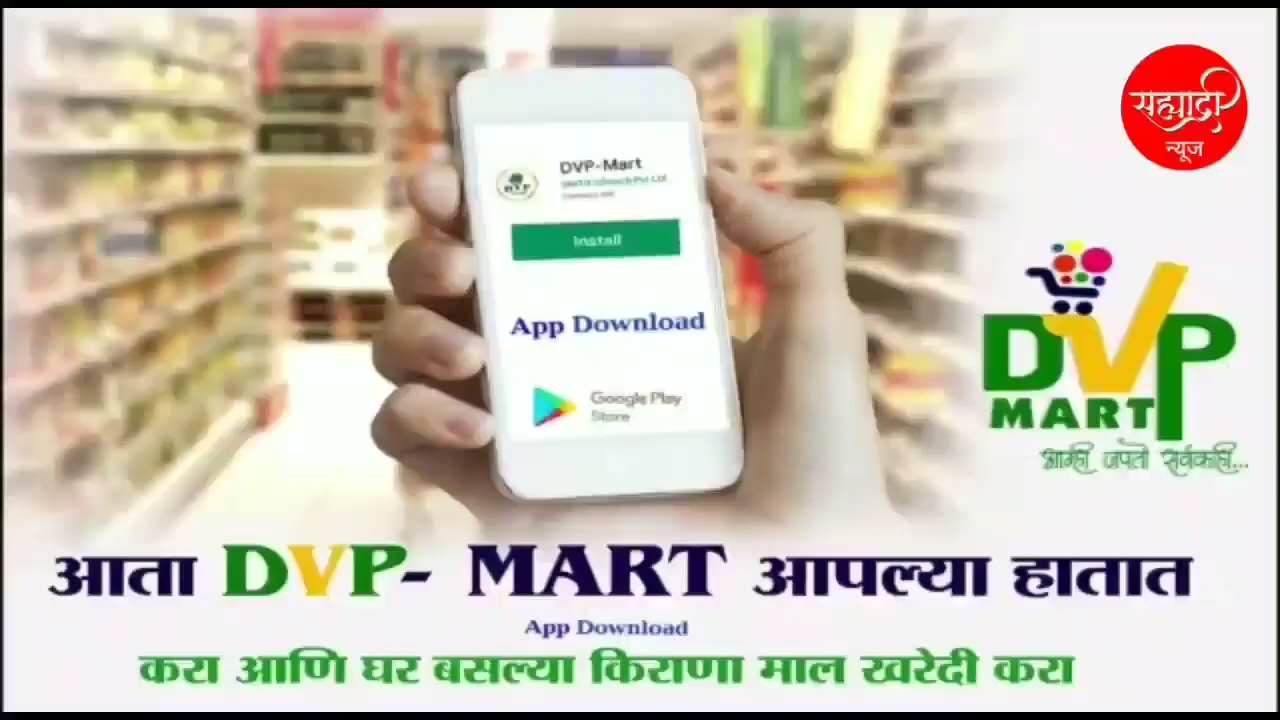 सह्याद्री
न्यूज
DVP-Mart
Install
App Download
Google Play
Store
DVP
MART
आम्ही जपतो सर्वकाही...
आता DVP- MART आपल्या हातात
App Download
करा आणि घर बसल्या किराणा माल खरेदी करा